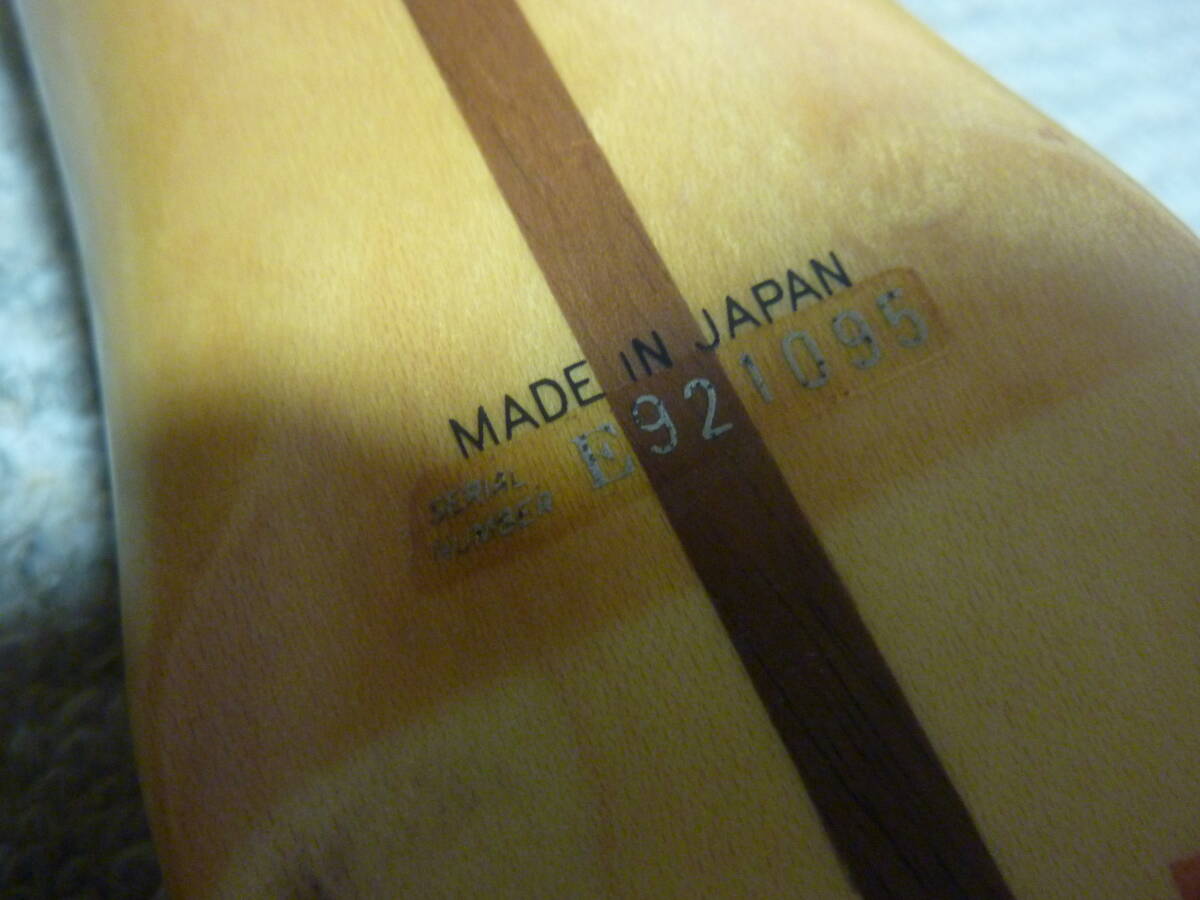 MADE IN JAPAN
SERIAL
NUMBER
E921095